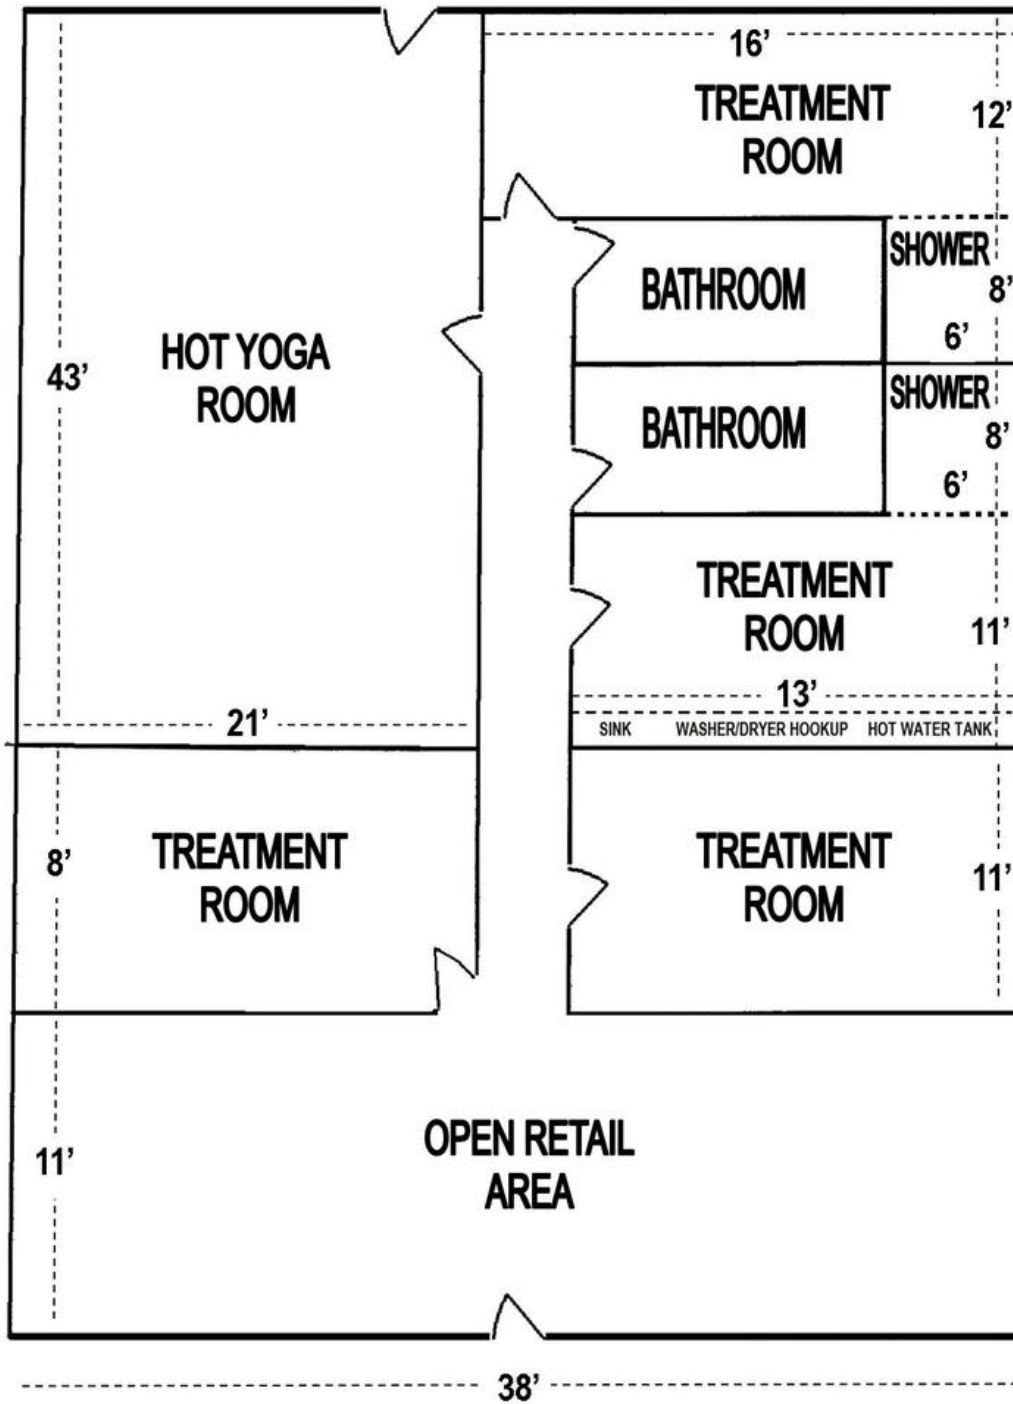 16’
TREATMENT
ROOM
12’
SHOWER
8’
6’
BATHROOM
HOT YOGA
ROOM
43’
SHOWER
8’
6’
BATHROOM
TREATMENT
ROOM
11’
13’
21’
SINK WASHER/DRYER HOOKUP HOT WATER TANK
TREATMENT
ROOM
8’
TREATMENT
ROOM
11’
OPEN RETAIL
AREA
11’
38’